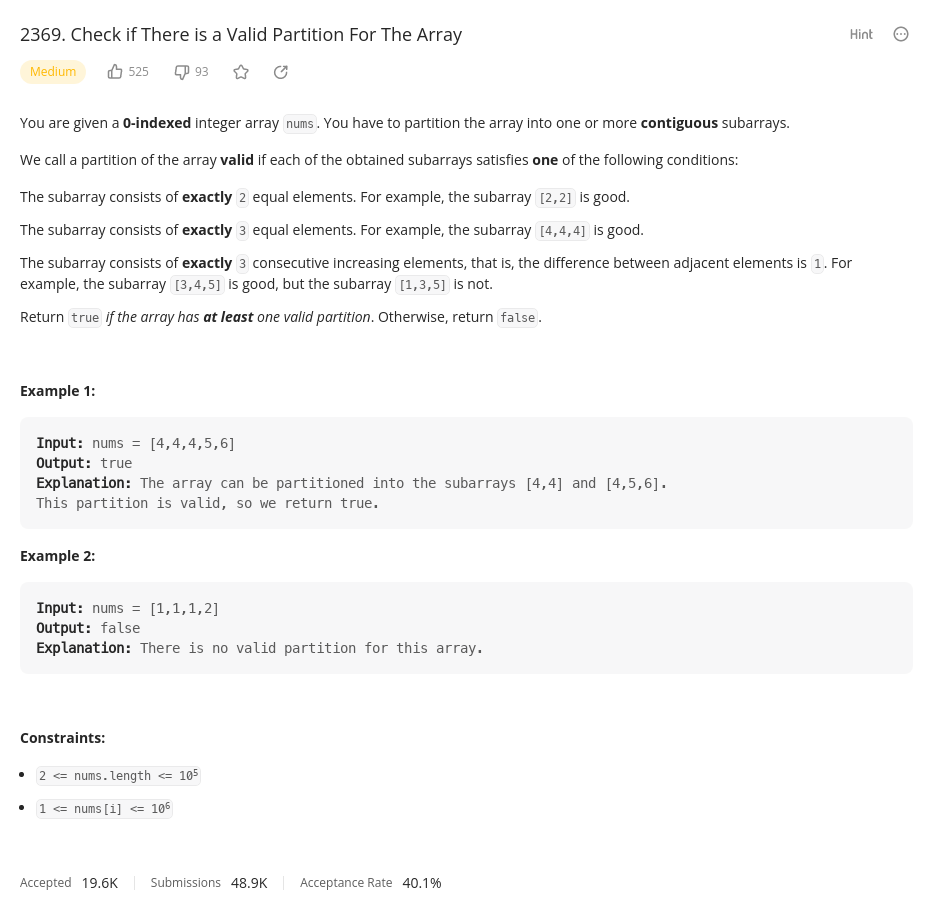 2369. Check if There is a Valid Partition For The Array
Hint
Medium
525
93
You are given a 0-indexed integer array nums. You have to partition the array into one or more contiguous subarrays.
We call a partition of the array valid if each of the obtained subarrays satisfies one of the following conditions:
The subarray consists of exactly 2 equal elements. For example, the subarray [2,2] is good.
The subarray consists of exactly 3 equal elements. For example, the subarray [4,4,4] is good.
The subarray consists of exactly 3 consecutive increasing elements, that is, the difference between adjacent elements is 1. For
example, the subarray [3,4,5] is good, but the subarray [1,3,5] is not.
Return true if the array has at least one valid partition. Otherwise, return false.
Example 1:
Input: nums = [4,4,4,5,6]
Output: true
Explanation: The array can be partitioned into the subarrays [4,4] and [4,5,6].
This partition is valid, so we return true.
Example 2:
Input: nums = [1,1,1,2]
Output: false
Explanation: There is no valid partition for this array.
Constraints:
2 <= nums.length <= 10⁵
1 <= nums[i] <= 10⁶
Accepted 19.6K
Submissions 48.9K
Acceptance Rate 40.1%